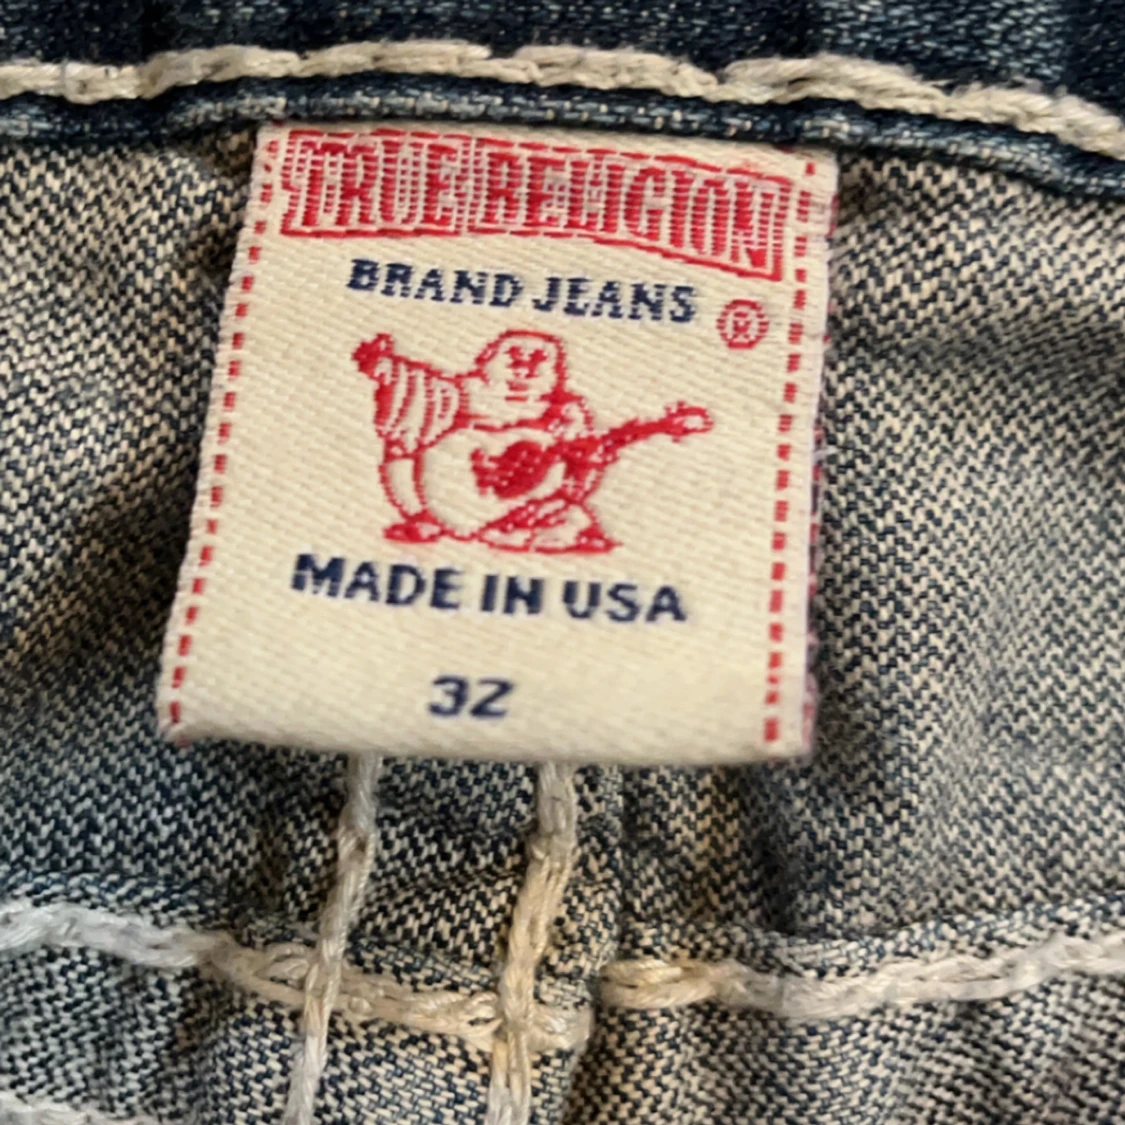 TRUE RELIGION
BRAND JEANS
®
MADE IN USA
32